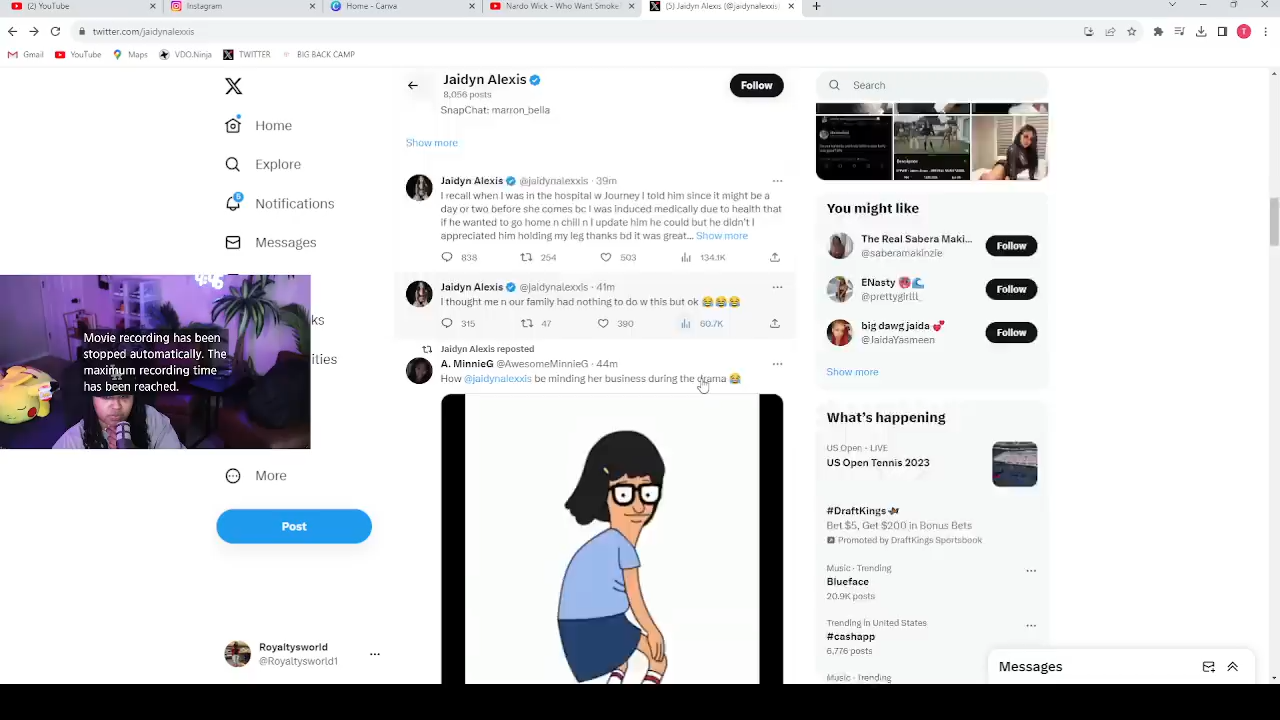 (2) YouTube
Instagram
Home - Canva
Nardo Wick - Who Want Smoke
(5) Jaidyn Alexis (@jaidynalexxis)
twitter.com/jaidynalexxis
T
Gmail
YouTube
Maps
VDO.Ninja
TWITTER
BIG BACK CAMP
Home
Explore
Notifications
5
Messages
ks
ities
More
Post
Royaltysworld
@Royaltysworld1
Movie recording has been
stopped automatically. The
maximum recording time
has been reached.
Jaidyn Alexis
8,056 posts
Follow
SnapChat: marron_bella
Show more
Jaidyn Alexis @jaidynalexxis · 39m
I recall when I was in the hospital w Journey I told him since it might be a
day or two before she comes bc I was induced medically due to health that
if he wanted to go home n chill n I update him he could but he didn't I
appreciated him holding my leg thanks bd it was great... Show more
838 254 503 134.1K
Jaidyn Alexis @jaidynalexxis · 41m
I thought me n our family had nothing to do w this but ok 😂😂😂
315 47 390 60.7K
Jaidyn Alexis reposted
A. MinnieG @AwesomeMinnieG · 44m
How @jaidynalexxis be minding her business during the drama 😂
Search
You might like
The Real Sabera Maki...
@saberamakinzie
Follow
ENasty
@prettygirlll_
Follow
big dawg jaida 💕
@JaidaYasmeen
Follow
Show more
What's happening
US Open - LIVE
US Open Tennis 2023
#DraftKings
Bet $5, Get $200 in Bonus Bets
Promoted by DraftKings Sportsbook
Music · Trending
Blueface
20.9K posts
Trending in United States
#cashapp
6,776 posts
Music · Trending
Messages